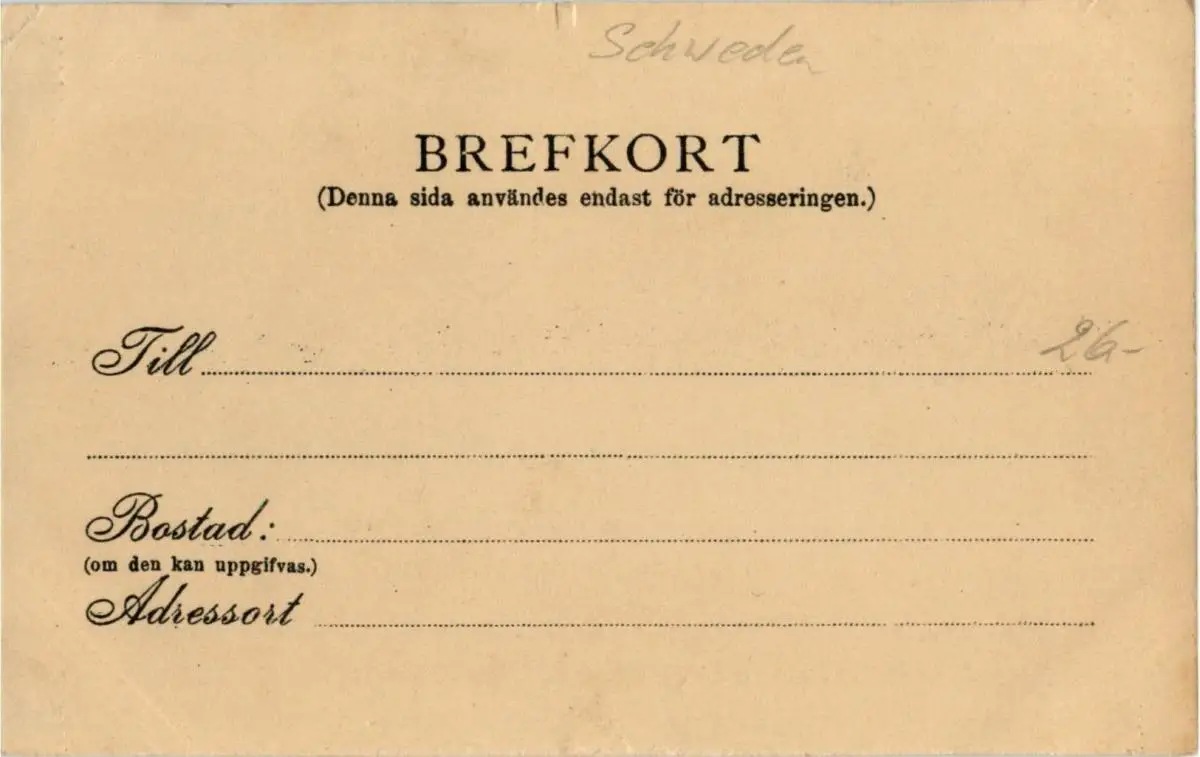 Schweden
BREFKORT
(Denna sida användes endast för adresseringen.)
Till
26-
Bostad:
(om den kan uppgifvas.)
Adressort